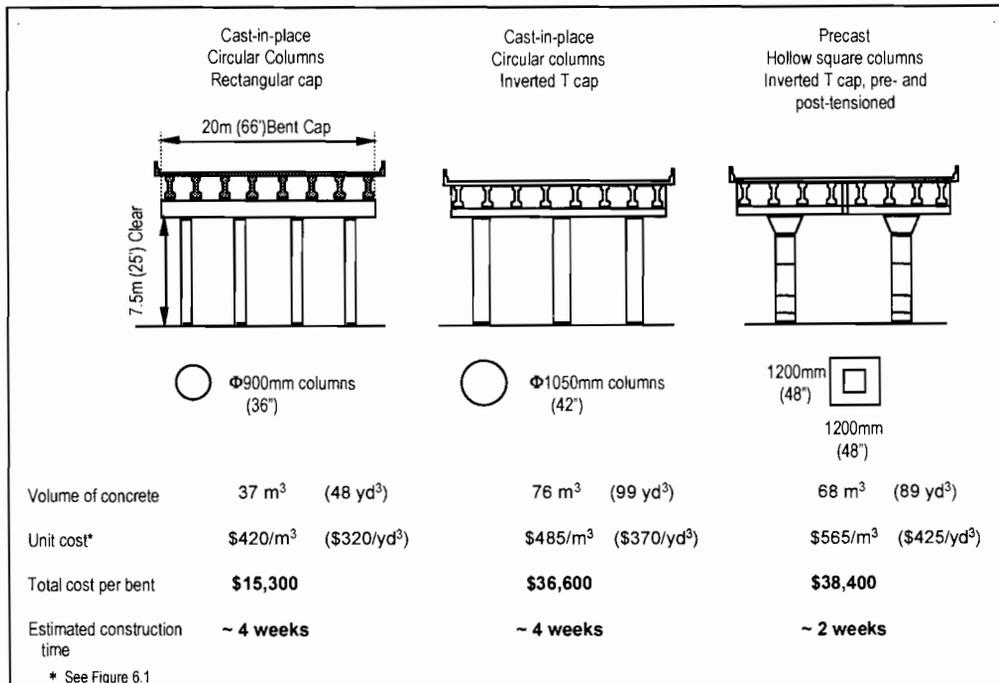 Cast-in-place
Circular Columns
Rectangular cap
Cast-in-place
Circular columns
Inverted T cap
Precast
Hollow square columns
Inverted T cap, pre- and
post-tensioned
20m (66')Bent Cap
7.5m (25') Clear
Φ900mm columns
(36")
Φ1050mm columns
(42")
1200mm
(48")
1200mm
(48")
Volume of concrete 37 m³ (48 yd³) 76 m³ (99 yd³) 68 m³ (89 yd³)
Unit cost* $420/m³ ($320/yd³) $485/m³ ($370/yd³) $565/m³ ($425/yd³)
Total cost per bent $15,300 $36,600 $38,400
Estimated construction ~ 4 weeks ~ 4 weeks ~ 2 weeks
time
* See Figure 6.1